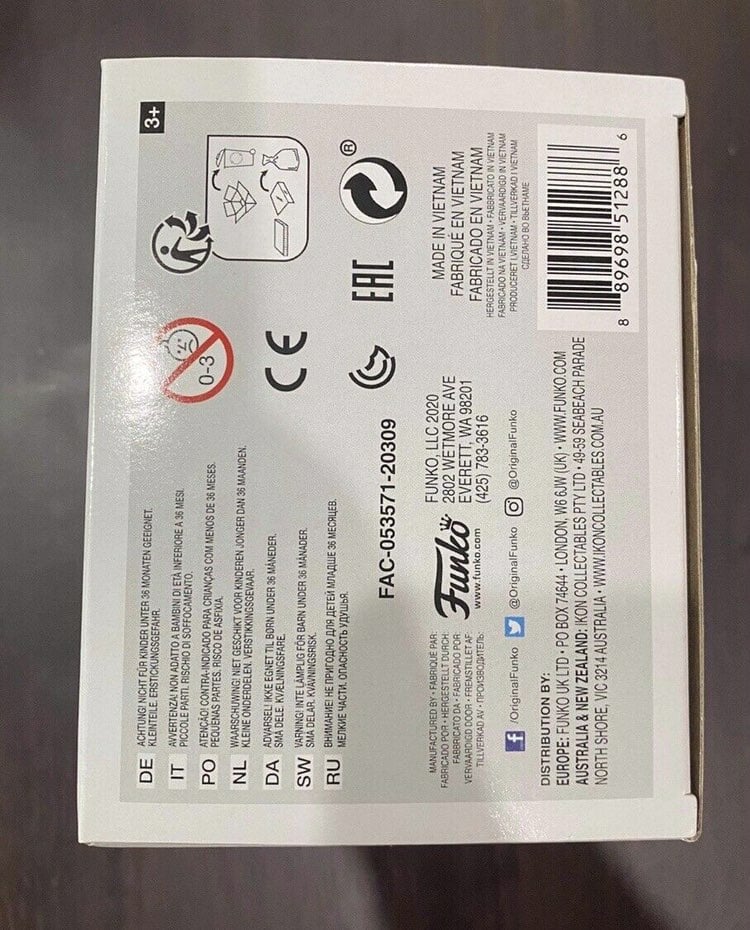 3+
DE ACHTUNG! NICHT FÜR KINDER UNTER 36 MONATEN GEEIGNET.
KLEINTEILE. ERSTICKUNGSGEFAHR.
IT AVVERTENZA! NON ADATTO A BAMBINI DI ETÀ INFERIORE A 36 MESI.
PICCOLE PARTI. RISCHIO DI SOFFOCAMENTO.
PO ATENÇÃO! CONTRA-INDICADO PARA CRIANÇAS COM MENOS DE 36 MESES.
PEQUENAS PARTES. RISCO DE ASFIXIA.
NL WAARSCHUWING! NIET GESCHIKT VOOR KINDEREN JONGER DAN 36 MAANDEN.
KLEINE ONDERDELEN. VERSTIKKINGSGEVAAR.
DA ADVARSEL! IKKE EGNET TIL BØRN UNDER 36 MÅNEDER.
SMÅ DELE. KVÆLNINGSFARE.
SW VARNING! INTE LÄMPLIG FÖR BARN UNDER 36 MÅNADER.
SMÅ DELAR. KVÄVNINGSRISK.
RU ВНИМАНИЕ! НЕ ПРИГОДНО ДЛЯ ДЕТЕЙ МЛАДШЕ 36 МЕСЯЦЕВ.
МЕЛКИЕ ЧАСТИ. ОПАСНОСТЬ УДУШЬЯ.
0-3
CE
EAC
®
FAC-053571-20309
MANUFACTURED BY • FABRIQUÉ PAR:
FABRICADO POR • HERGESTELLT DURCH:
FABBRICATO DA • FABRICADO POR:
VERVAARDIGD DOOR • FREMSTILLET AF:
TILLVERKAD AV • ПРОИЗВОДИТЕЛЬ:
Funko
www.funko.com
FUNKO, LLC 2020
2802 WETMORE AVE
EVERETT, WA 98201
(425) 783-3616
MADE IN VIETNAM
FABRIQUÉ EN VIETNAM
FABRICADO EN VIETNAM
HERGESTELLT IN VIETNAM • FABBRICATO IN VIETNAM
FABRICADO NA VIETNAM • VERVAARDIGD IN VIETNAM
PRODUCERET I VIETNAM • TILLVERKAD I VIETNAM
СДЕЛАНО ВО ВЬЕТНАМЕ
f /OriginalFunko @OriginalFunko @OriginalFunko
DISTRIBUTION BY:
EUROPE: FUNKO UK LTD • PO BOX 74644 • LONDON, W6 6JW (UK) • WWW.FUNKO.COM
AUSTRALIA & NEW ZEALAND: IKON COLLECTABLES PTY LTD • 49-59 SEABEACH PARADE
NORTH SHORE, VIC 3214 AUSTRALIA • WWW.IKONCOLLECTABLES.COM.AU
8 89698 51288 6